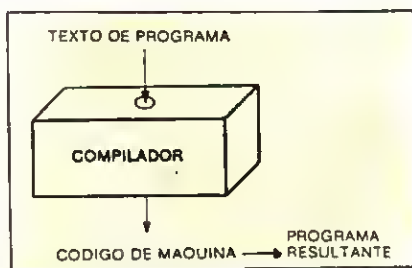 TEXTO DE PROGRAMA
COMPILADOR
CODIGO DE MAQUINA
PROGRAMA
RESULTANTE